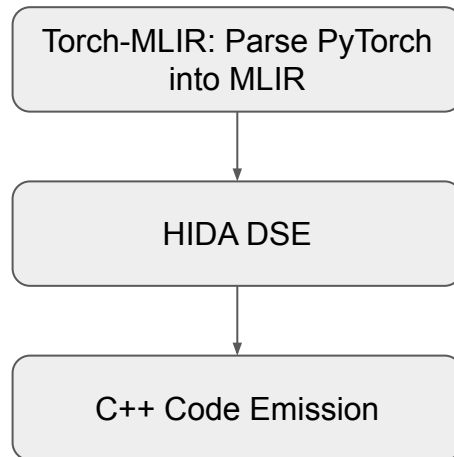 Torch-MLIR: Parse PyTorch
into MLIR
HIDA DSE
C++ Code Emission